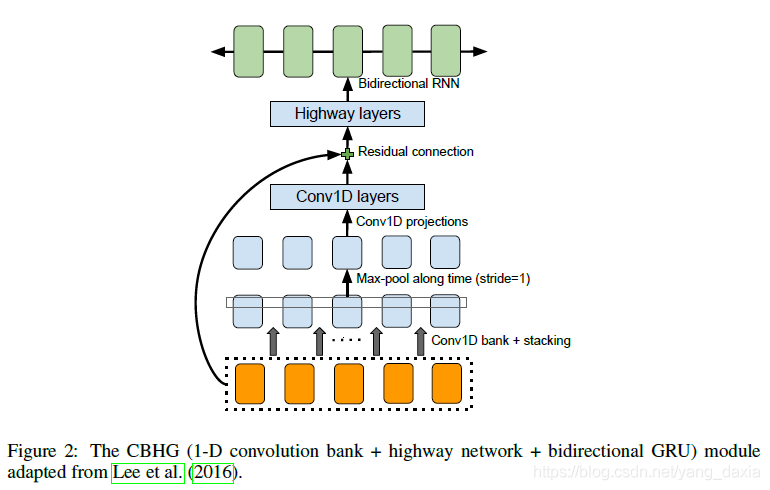 Bidirectional RNN
Highway layers
Residual connection
Conv1D layers
Conv1D projections
Max-pool along time (stride=1)
Conv1D bank + stacking
Figure 2: The CBHG (1-D convolution bank + highway network + bidirectional GRU) module
adapted from Lee et al. (2016).
https://blog.csdn.net/yang_daxia